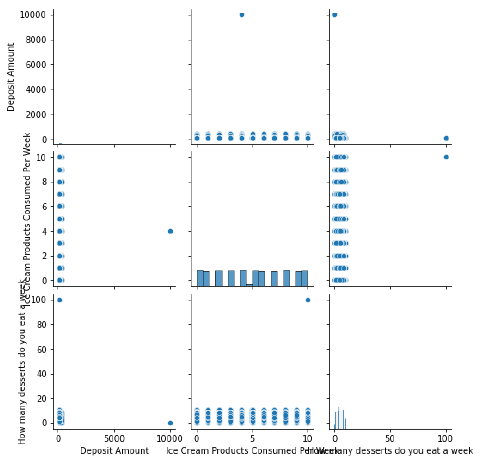 10000
8000
6000
4000
2000
0
Deposit Amount
10
8
6
4
2
0
Ice Cream Products Consumed Per Week
100
80
60
40
20
0
How many desserts do you eat a week
0 5000 10000
Deposit Amount
0 5 10
Ice Cream Products Consumed Per Week
0 50 100
How many desserts do you eat a week